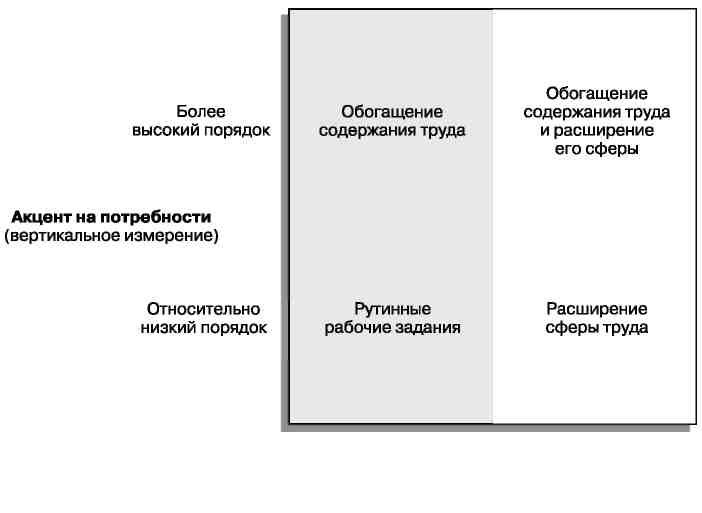 Более
высокий порядок
Обогащение
содержания труда
Обогащение
содержания труда
и расширение
его сферы
Акцент на потребности
(вертикальное измерение)
Относительно
низкий порядок
Рутинные
рабочие задания
Расширение
сферы труда